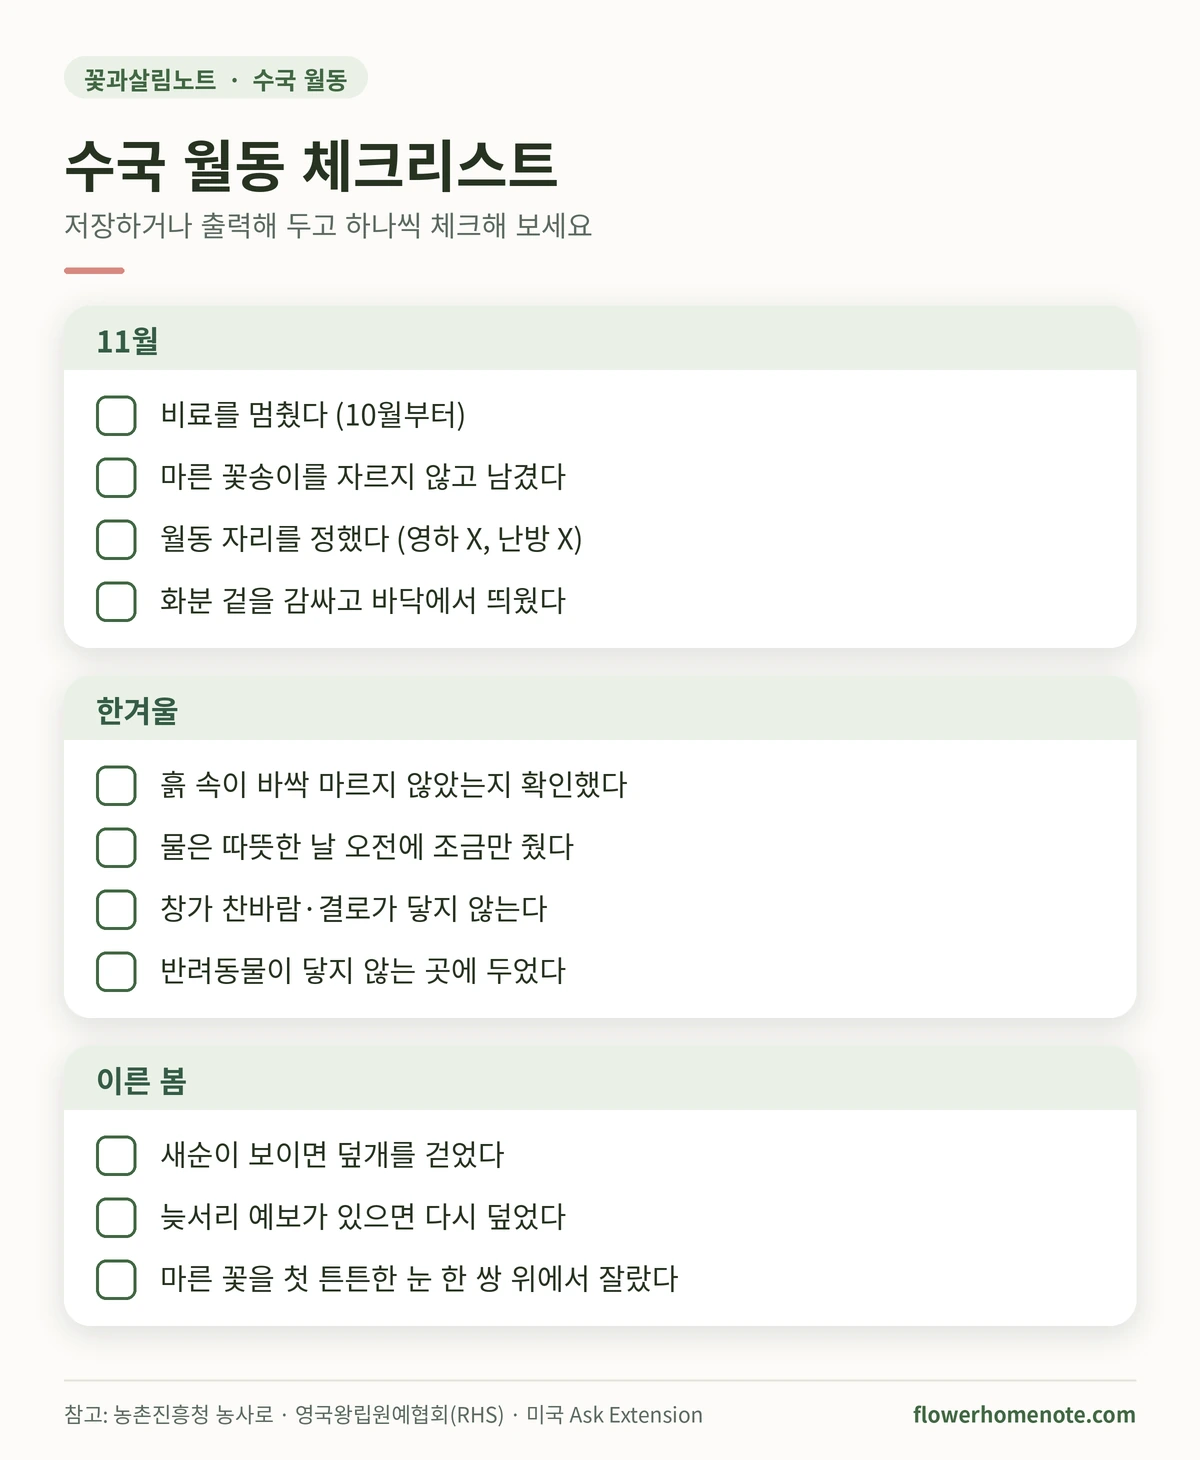 꽃과살림노트 · 수국 월동
수국 월동 체크리스트
저장하거나 출력해 두고 하나씩 체크해 보세요
11월
비료를 멈췄다 (10월부터)
마른 꽃송이를 자르지 않고 남겼다
월동 자리를 정했다 (영하 X, 난방 X)
화분 겉을 감싸고 바닥에서 띄웠다
한겨울
흙 속이 바싹 마르지 않았는지 확인했다
물은 따뜻한 날 오전에 조금만 줬다
창가 찬바람·결로가 닿지 않는다
반려동물이 닿지 않는 곳에 두었다
이른 봄
새순이 보이면 덮개를 걷었다
늦서리 예보가 있으면 다시 덮었다
마른 꽃을 첫 튼튼한 눈 한 쌍 위에서 잘랐다
참고: 농촌진흥청 농사로 · 영국왕립원예협회(RHS) · 미국 Ask Extension
flowerhomenote.com